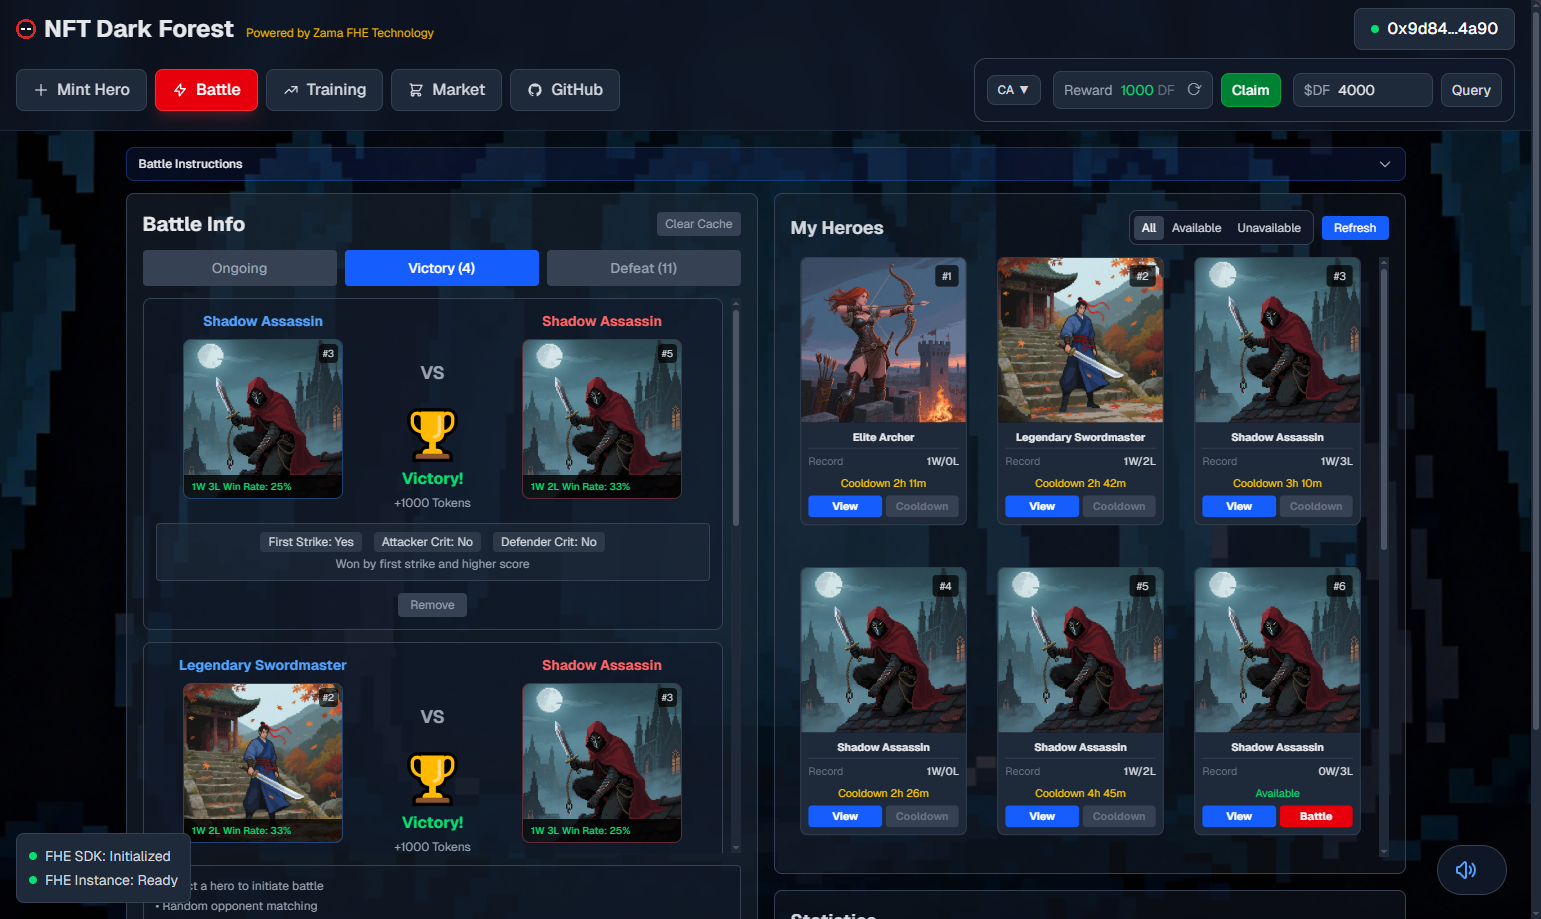 NFT Dark Forest Powered by Zama FHE Technology
0x9d84...4a90
Mint Hero Battle Training Market GitHub
CA ▼ Reward 1000 DF Claim $DF 4000 Query
Battle Instructions
Battle Info Clear Cache
Ongoing Victory (4) Defeat (11)
Shadow Assassin Shadow Assassin
#3 #5
VS
Victory!
1W 3L Win Rate: 25% 1W 2L Win Rate: 33%
+1000 Tokens
First Strike: Yes Attacker Crit: No Defender Crit: No
Won by first strike and higher score
Remove
Legendary Swordmaster Shadow Assassin
#2 #3
VS
Victory!
1W 2L Win Rate: 33% 1W 3L Win Rate: 25%
+1000 Tokens
ct a hero to initiate battle
• Random opponent matching
FHE SDK: Initialized
FHE Instance: Ready
My Heroes All Available Unavailable Refresh
#1 #2 #3
Elite Archer Legendary Swordmaster Shadow Assassin
Record 1W/0L Record 1W/2L Record 1W/3L
Cooldown 2h 11m Cooldown 2h 42m Cooldown 3h 10m
View Cooldown View Cooldown View Cooldown
#4 #5 #6
Shadow Assassin Shadow Assassin Shadow Assassin
Record 1W/0L Record 1W/2L Record 0W/3L
Cooldown 2h 26m Cooldown 4h 45m Available
View Cooldown View Cooldown View Battle
Statistics